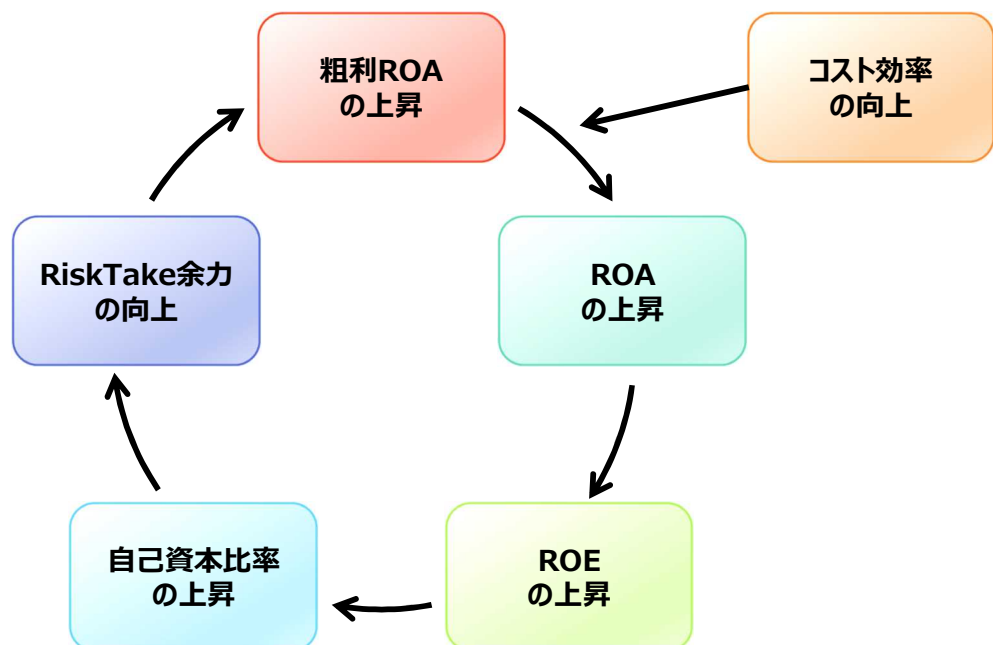 粗利ROA
の上昇
コスト効率
の向上
RiskTake余力
の向上
ROA
の上昇
自己資本比率
の上昇
ROE
の上昇